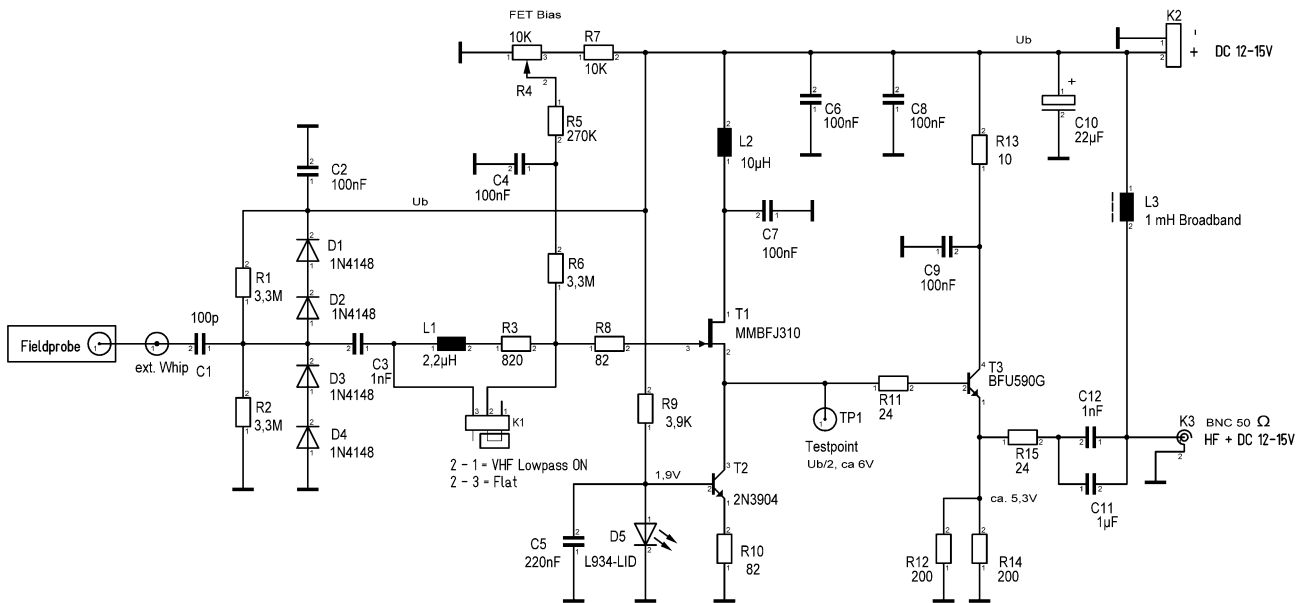 FET Bias
10K
R4
R7
10K
Ub
K2
DC 12-15V
- 
+
R5
270K
C4
100nF
C2
100nF
Ub
C6
100nF
C8
100nF
C10
22µF
+
R13
10
L2
10µH
L3
1 mH Broadband
C7
100nF
C9
100nF
D1
1N4148
R1
3,3M
D2
1N4148
R6
3,3M
T1
MMBFJ310
Fieldprobe
ext. Whip
100p
C1
C3
1nF
L1
2,2µH
R3
820
R8
82
D3
1N4148
R2
3,3M
D4
1N4148
K1
2 - 1 = VHF Lowpass ON
2 - 3 = Flat
R9
3,9K
TP1
Testpoint
Ub/2, ca 6V
R11
24
T3
BFU590G
C12
1nF
K3
BNC 50 Ω
HF + DC 12-15V
R15
24
C11
1µF
ca. 5,3V
1,9V
T2
2N3904
C5
220nF
D5
L934-LID
R10
82
R12
200
R14
200